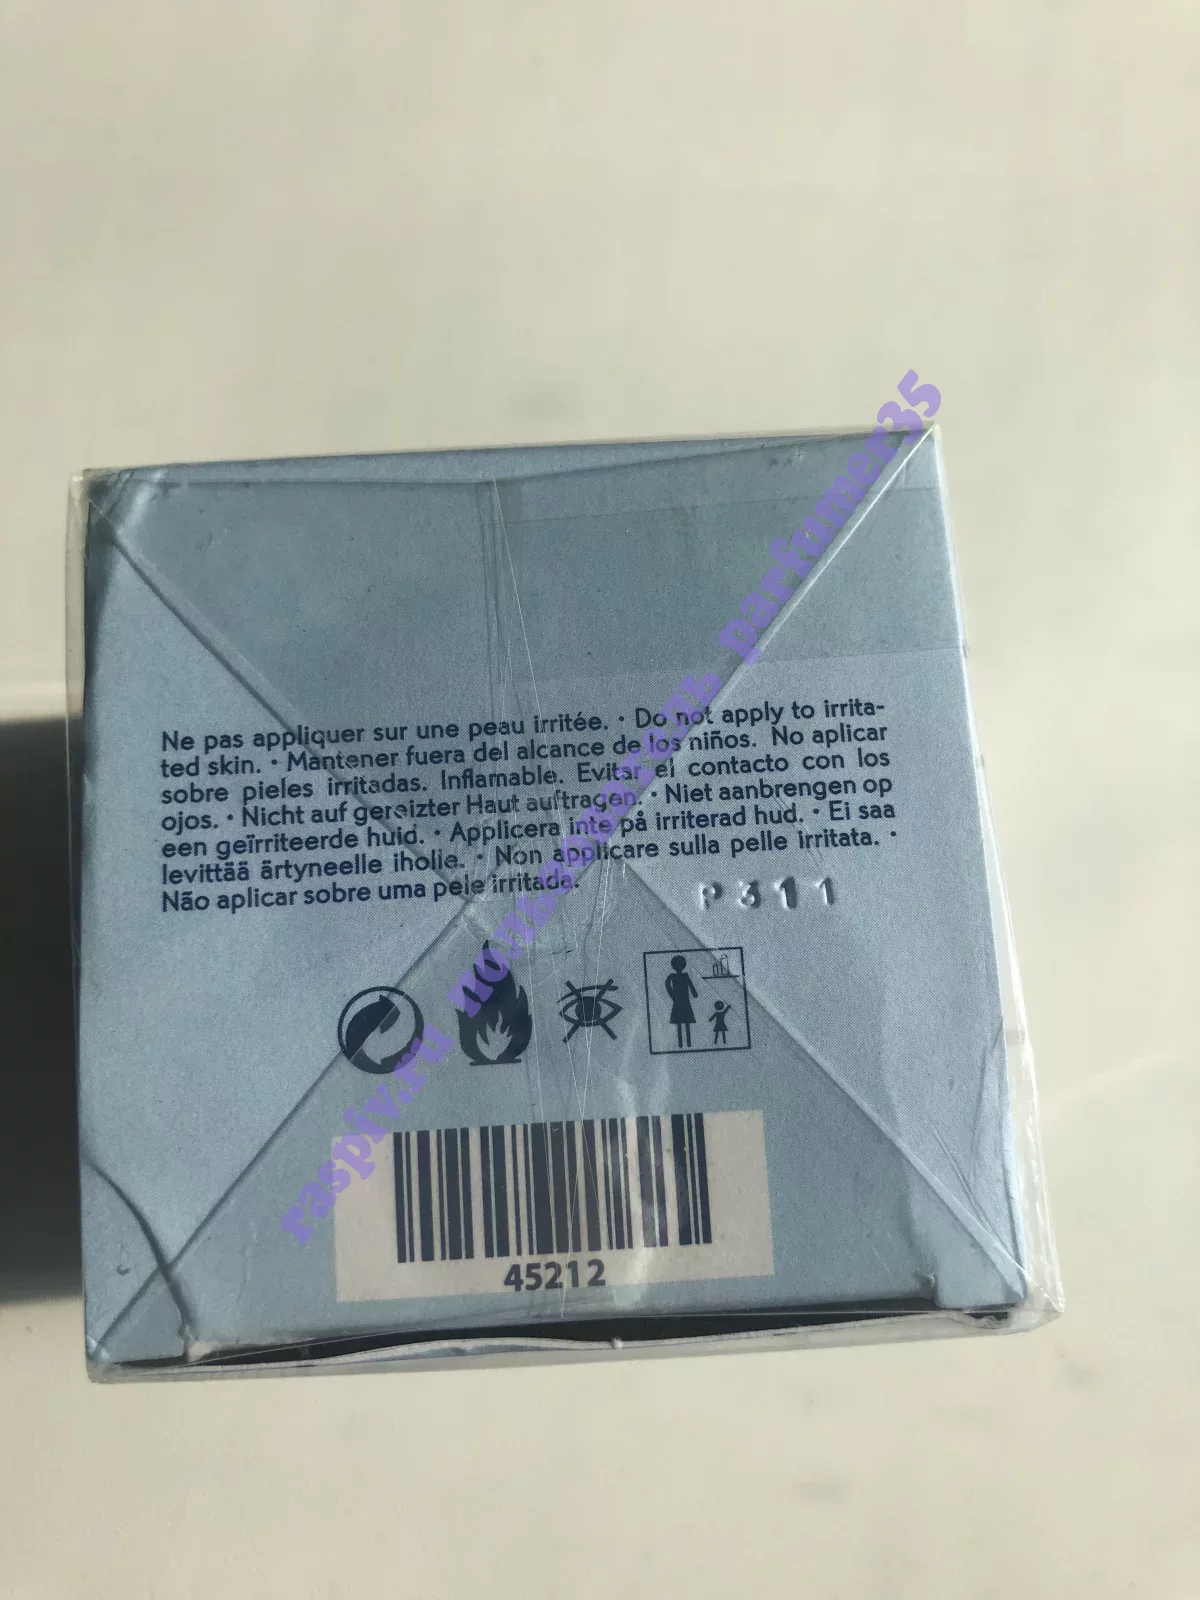 Ne pas appliquer sur une peau irritée. • Do not apply to irrita-
ted skin. • Mantener fuera del alcance de los niños. No aplicar
sobre pieles irritadas. Inflamable. Evitar el contacto con los
ojos. • Nicht auf gereizter Haut auftragen. • Niet aanbrengen op
een geïrriteerde huid. • Applicera inte på irriterad hud. • Ei saa
levittää ärtyneelle iholie. • Non applicare sulla pelle irritata. •
Não aplicar sobre uma pele irritada.
P311
45212
raspiv.ru пользователь parfumer35